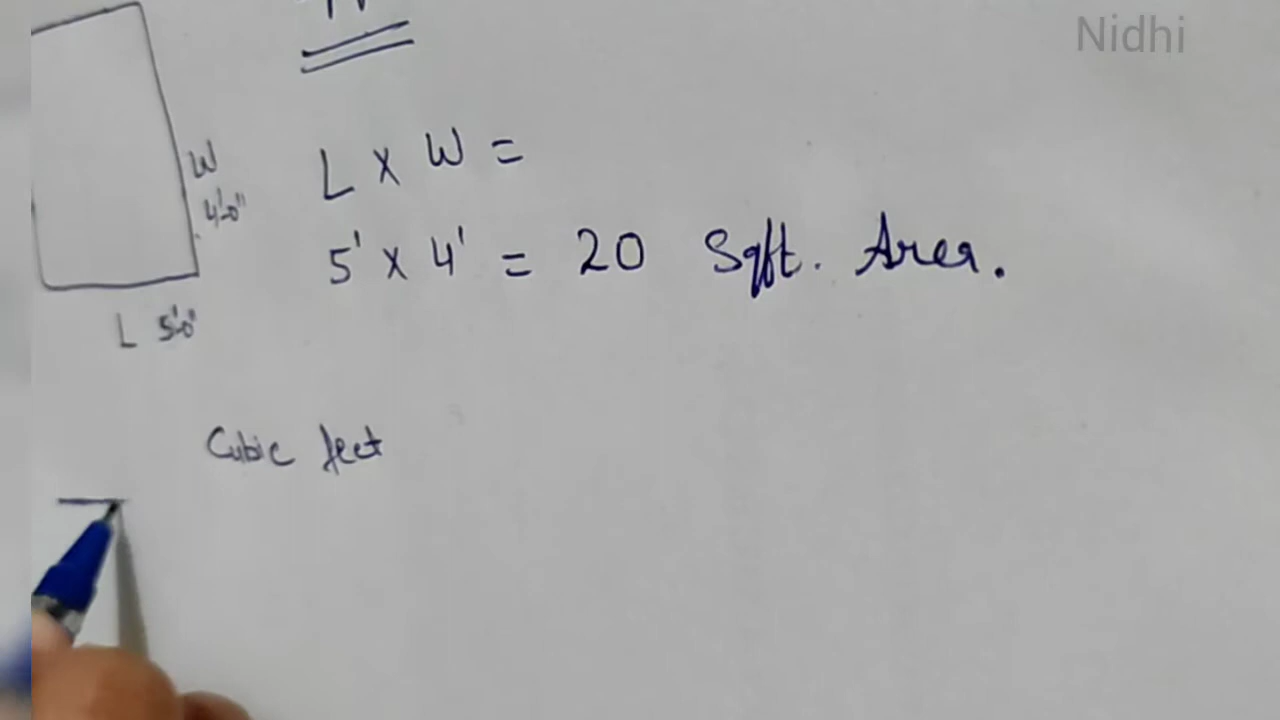 Nidhi
L x W =
W
4'-0"
5' x 4' = 20 Sqft. Area.
L 5'-0"
Cubic feet